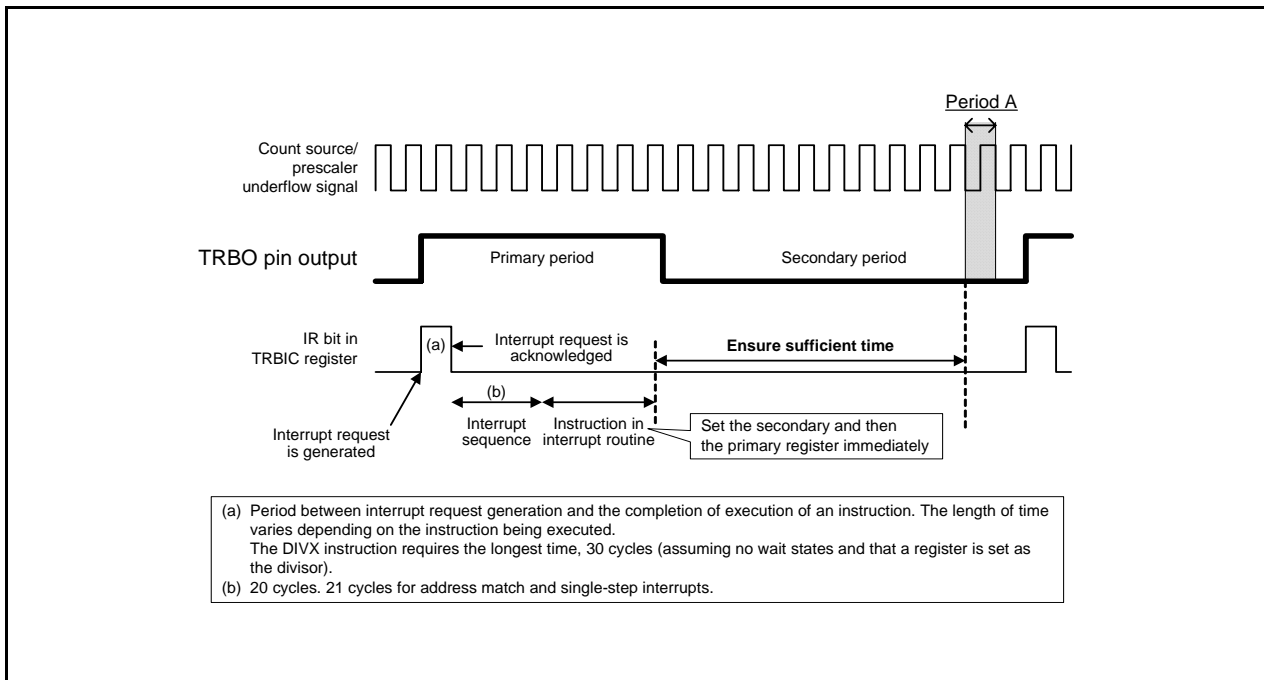 Period A
Count source/
prescaler
underflow signal
TRBO pin output
Primary period
Secondary period
IR bit in
TRBIC register
(a)
Interrupt request is
acknowledged
Ensure sufficient time
(b)
Interrupt
sequence
Instruction in
interrupt routine
Set the secondary and then
the primary register immediately
Interrupt request
is generated
(a) Period between interrupt request generation and the completion of execution of an instruction. The length of time
varies depending on the instruction being executed.
The DIVX instruction requires the longest time, 30 cycles (assuming no wait states and that a register is set as
the divisor).
(b) 20 cycles. 21 cycles for address match and single-step interrupts.